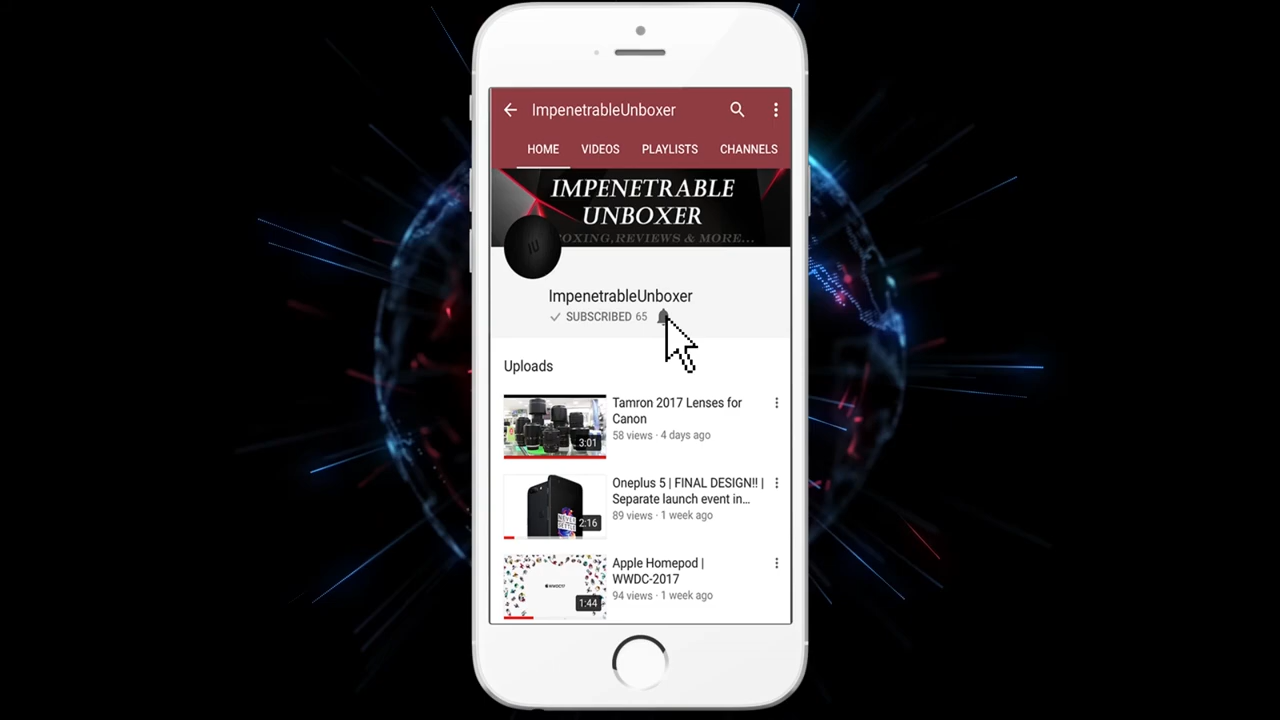 ImpenetrableUnboxer
HOME VIDEOS PLAYLISTS CHANNELS
IMPENETRABLE
UNBOXER
OXING,REVIEWS & MORE...
IU
ImpenetrableUnboxer
SUBSCRIBED 65
Uploads
Tamron 2017 Lenses for
Canon
58 views · 4 days ago
3:01
Oneplus 5 | FINAL DESIGN!! |
Separate launch event in...
89 views · 1 week ago
2:16
Apple Homepod |
WWDC-2017
94 views · 1 week ago
1:44